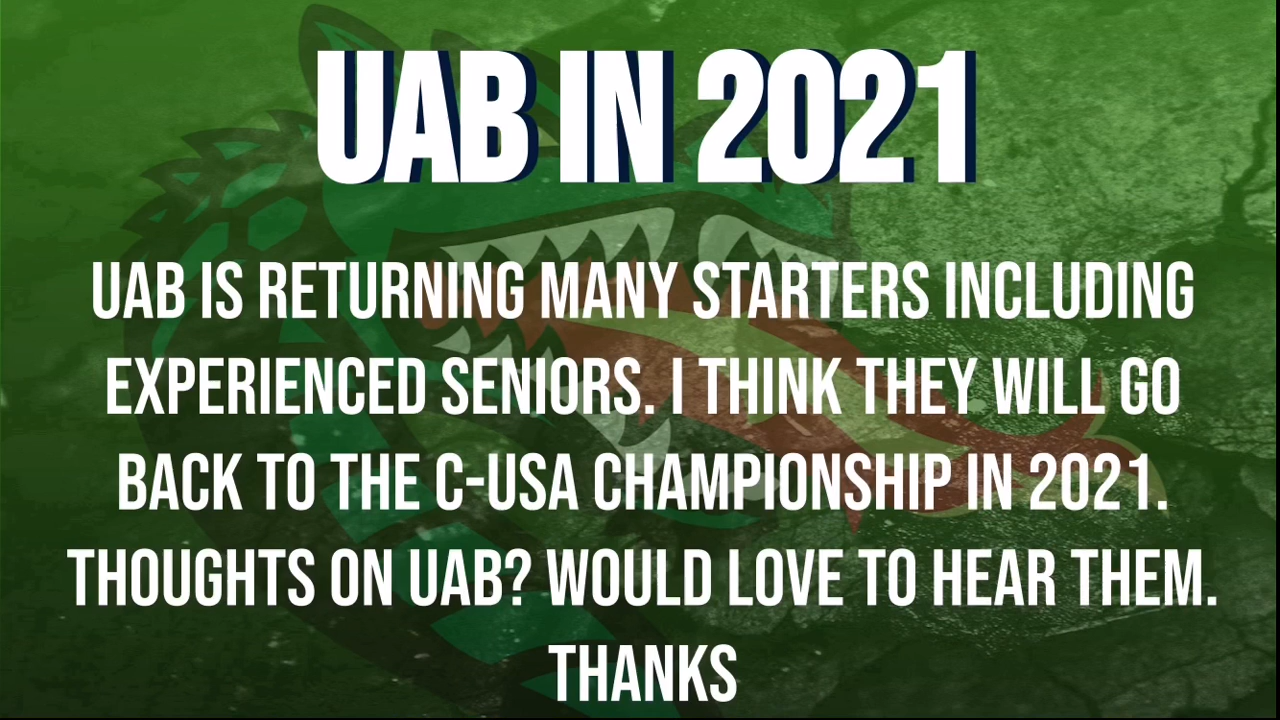 UAB IN 2021
UAB IS RETURNING MANY STARTERS INCLUDING
EXPERIENCED SENIORS. I THINK THEY WILL GO
BACK TO THE C-USA CHAMPIONSHIP IN 2021.
THOUGHTS ON UAB? WOULD LOVE TO HEAR THEM.
THANKS